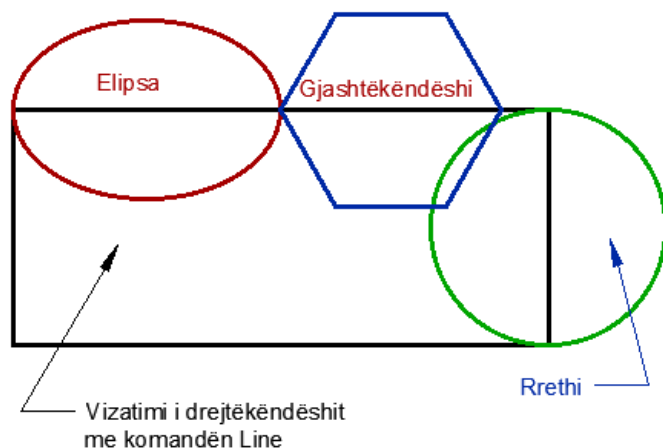 Elipsa
Gjashtëkëndëshi
Rrethi
Vizatimi i drejtëkëndëshit
me komandën Line